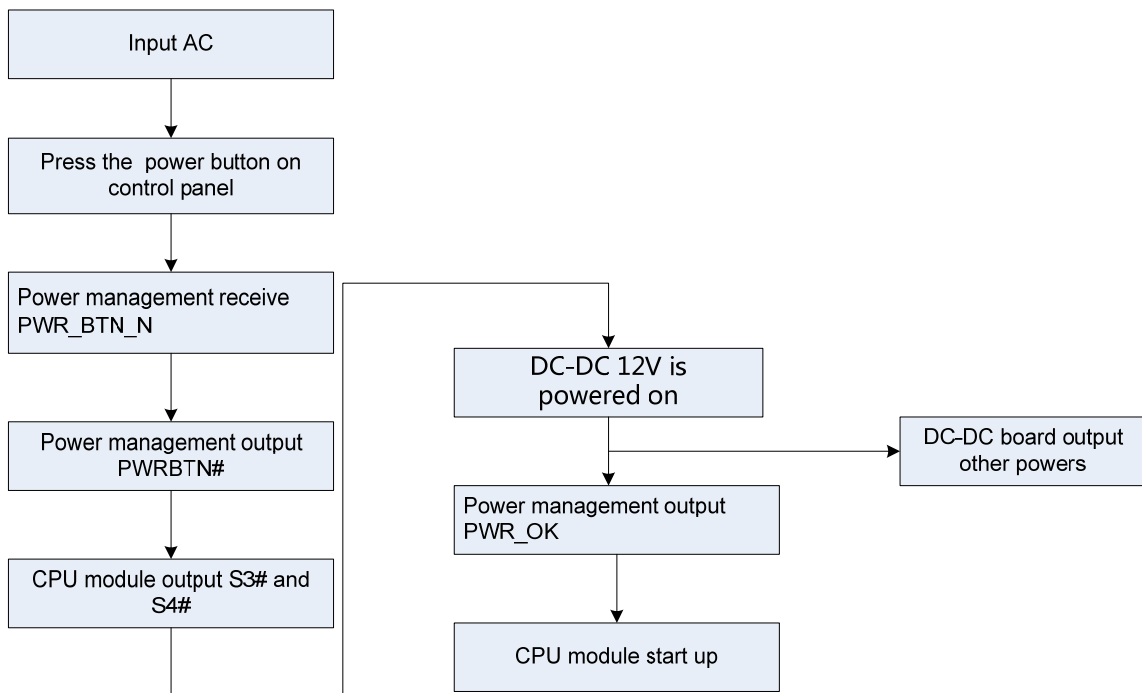 Input AC
Press the power button on
control panel
Power management receive
PWR_BTN_N
Power management output
PWRBTN#
CPU module output S3# and
S4#
DC-DC 12V is
powered on
DC-DC board output
other powers
Power management output
PWR_OK
CPU module start up